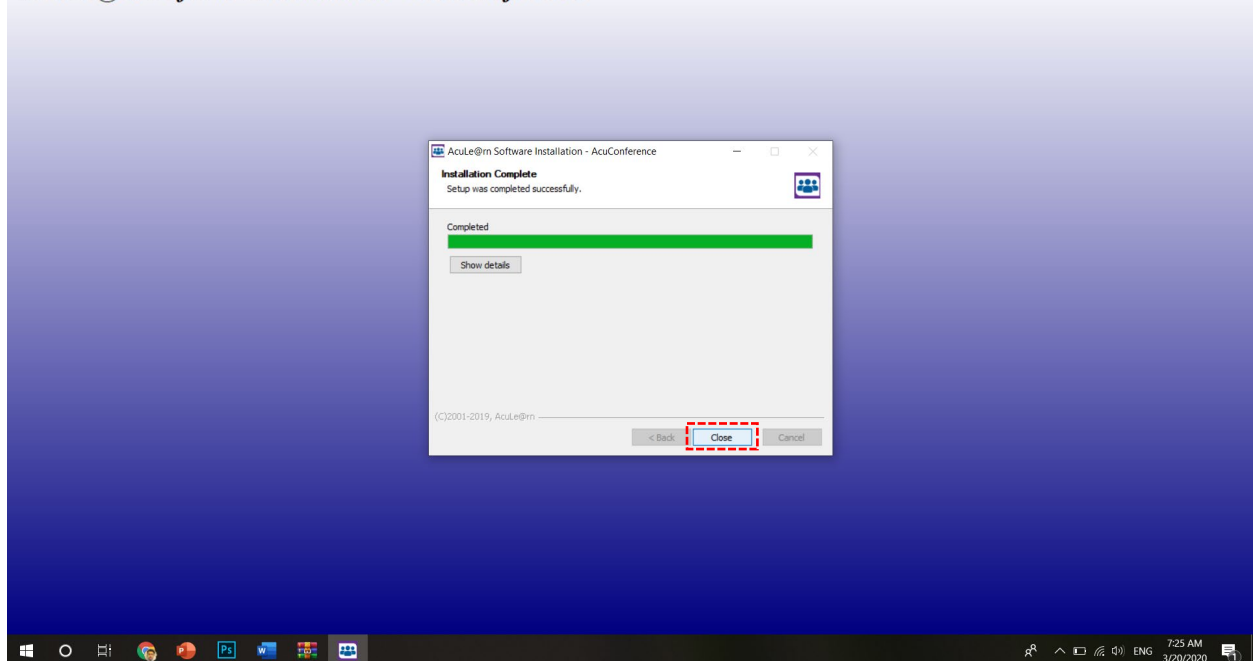 AcuLe@rn Software Installation - AcuConference
Installation Complete
Setup was completed successfully.
Completed
Show details
(C)2001-2019, AcuLe@rn
< Back
Close
Cancel
ENG
7:25 AM
3/20/2020